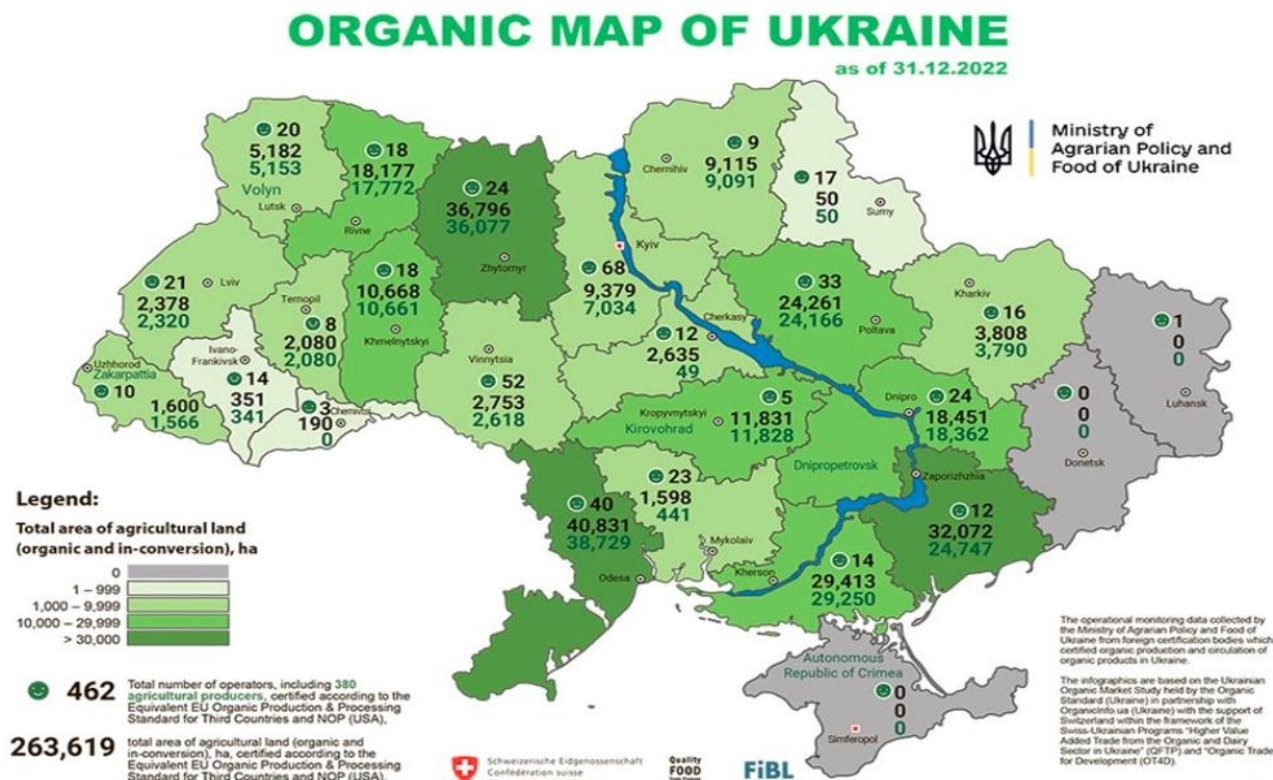 ORGANIC MAP OF UKRAINE
as of 31.12.2022
Ministry of
Agrarian Policy and
Food of Ukraine
20
5,182
5,153
Volyn
Lutsk
18
18,177
17,772
Rivne
24
36,796
36,077
Zhytomyr
Kyiv
68
9,379
7,034
Chernihiv
9
9,115
9,091
17
50
50
Sumy
21
2,378
2,320
Lviv
Ternopil
8
2,080
2,080
18
10,668
10,661
Khmelnytskyi
Vinnytsia
52
2,753
2,618
Cherkasy
12
2,635
49
33
24,261
24,166
Poltava
Kharkiv
16
3,808
3,790
1
0
0
Luhansk
Uzhhorod
Zakarpattia
10
1,600
1,566
Ivano-
Frankivsk
14
351
341
3
190
0
Chernivtsi
Kropyvnytskyi
Kirovohrad
5
11,831
11,828
Dnipro
24
18,451
18,362
Dnipropetrovsk
0
0
0
Donetsk
40
40,831
38,729
Odesa
23
1,598
441
Mykolaiv
Kherson
14
29,413
29,250
Zaporizhzhia
12
32,072
24,747
Autonomous
Republic of Crimea
0
0
0
Simferopol
Legend:
Total area of agricultural land
(organic and in-conversion), ha
0
1 – 999
1,000 – 9,999
10,000 – 29,999
> 30,000
462
Total number of operators, including 380
agricultural producers, certified according to the
Equivalent EU Organic Production & Processing
Standard for Third Countries and NOP (USA),
263,619
total area of agricultural land (organic and
in-conversion), ha, certified according to the
Equivalent EU Organic Production & Processing
Standard for Third Countries and NOP (USA),
Schweizerische Eidgenossenschaft
Confédération suisse
Quality
FOOD
FiBL
The operational monitoring data collected by
the Ministry of Agrarian Policy and Food of
Ukraine from foreign certification bodies which
certified organic production and circulation of
organic products in Ukraine.
The infographics are based on the Ukrainian
Organic Market Study held by the Organic
Standard (Ukraine) in partnership with
OrganicInfo.ua (Ukraine) with the support of
Switzerland within the framework of the
Swiss-Ukrainian Programs "Higher Value
Added Trade from the Organic and Dairy
Sector in Ukraine" (QFTP) and "Organic Trade
for Development (OT4D).